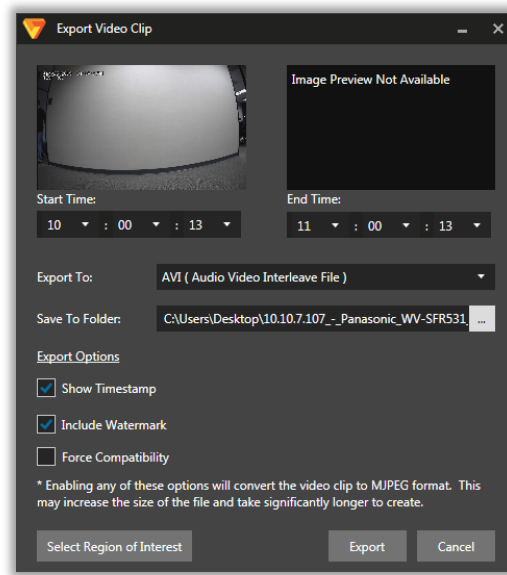 Export Video Clip
Image Preview Not Available
Start Time:
End Time:
10 : 00 : 13
11 : 00 : 13
Export To:
AVI ( Audio Video Interleave File )
Save To Folder:
C:\Users\Desktop\10.10.7.107_-_Panasonic_WV-SFR531_
...
Export Options
Show Timestamp
Include Watermark
Force Compatibility
* Enabling any of these options will convert the video clip to MJPEG format. This
may increase the size of the file and take significantly longer to create.
Select Region of Interest
Export
Cancel